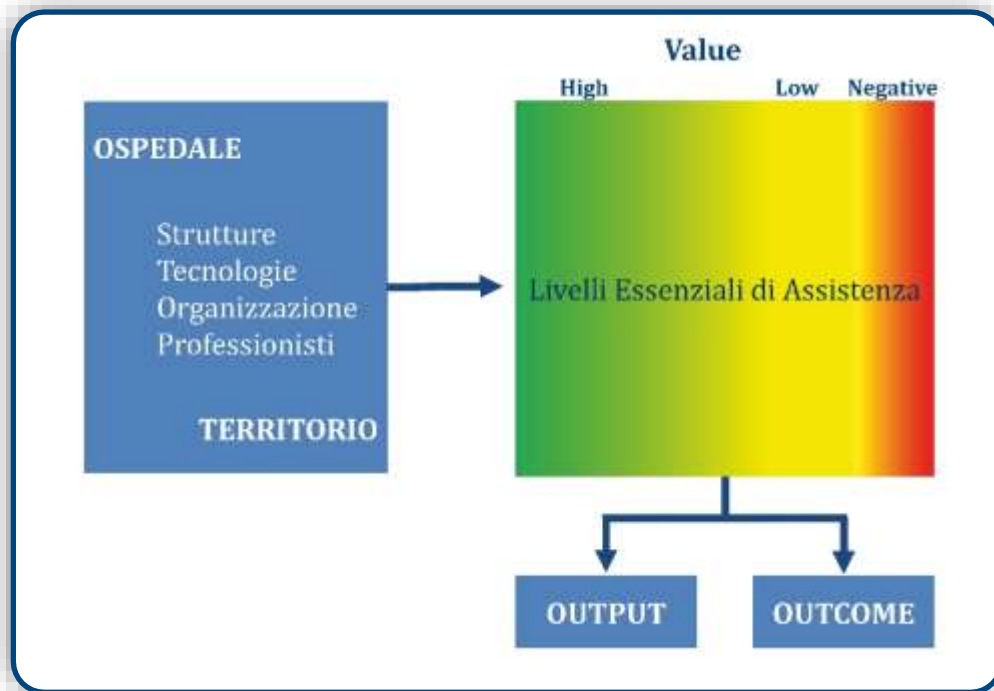 Value
High Low Negative
OSPEDALE
Strutture
Tecnologie
Organizzazione
Professionisti
TERRITORIO
Livelli Essenziali di Assistenza
OUTPUT
OUTCOME